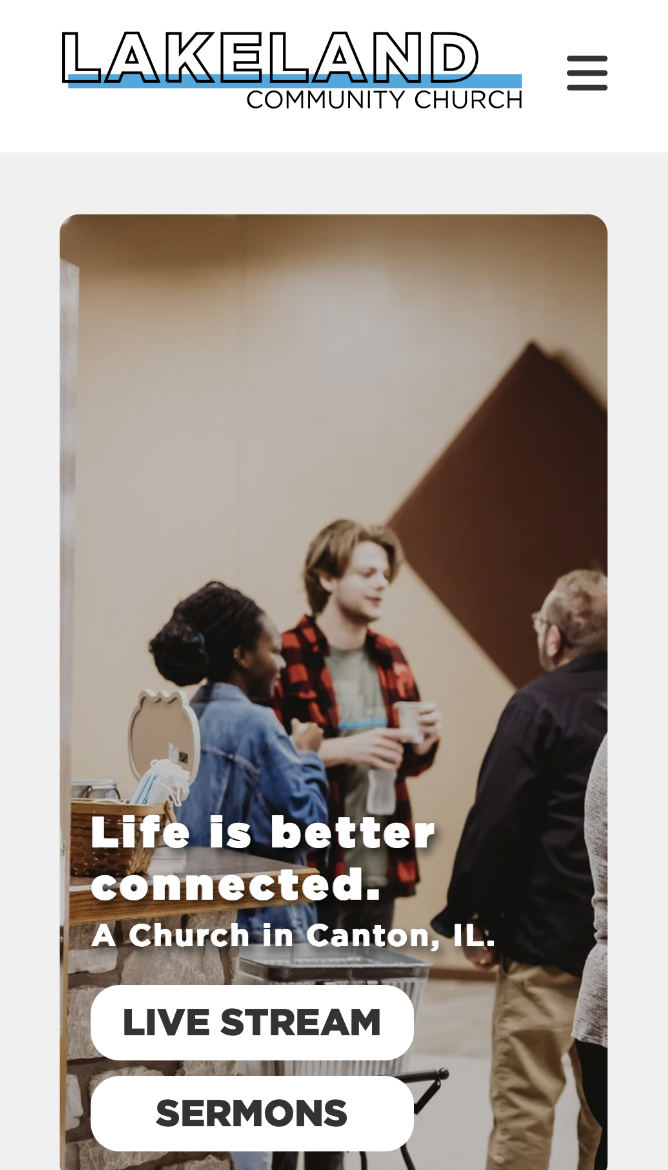 LAKELAND
COMMUNITY CHURCH
Life is better
connected.
A Church in Canton, IL.
LIVE STREAM
SERMONS